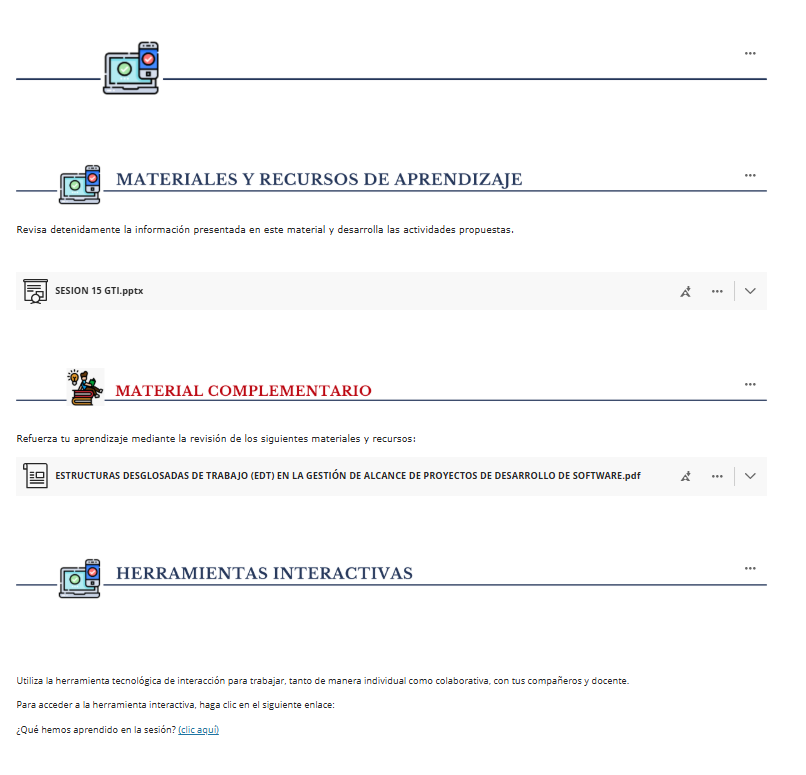 MATERIALES Y RECURSOS DE APRENDIZAJE
Revisa detenidamente la información presentada en este material y desarrolla las actividades propuestas.
SESION 15 GTI.pptx
MATERIAL COMPLEMENTARIO
Refuerza tu aprendizaje mediante la revisión de los siguientes materiales y recursos:
ESTRUCTURAS DESGLOSADAS DE TRABAJO (EDT) EN LA GESTIÓN DE ALCANCE DE PROYECTOS DE DESARROLLO DE SOFTWARE.pdf
HERRAMIENTAS INTERACTIVAS
Utiliza la herramienta tecnológica de interacción para trabajar, tanto de manera individual como colaborativa, con tus compañeros y docente.
Para acceder a la herramienta interactiva, haga clic en el siguiente enlace:
¿Qué hemos aprendido en la sesión? (clic aquí)